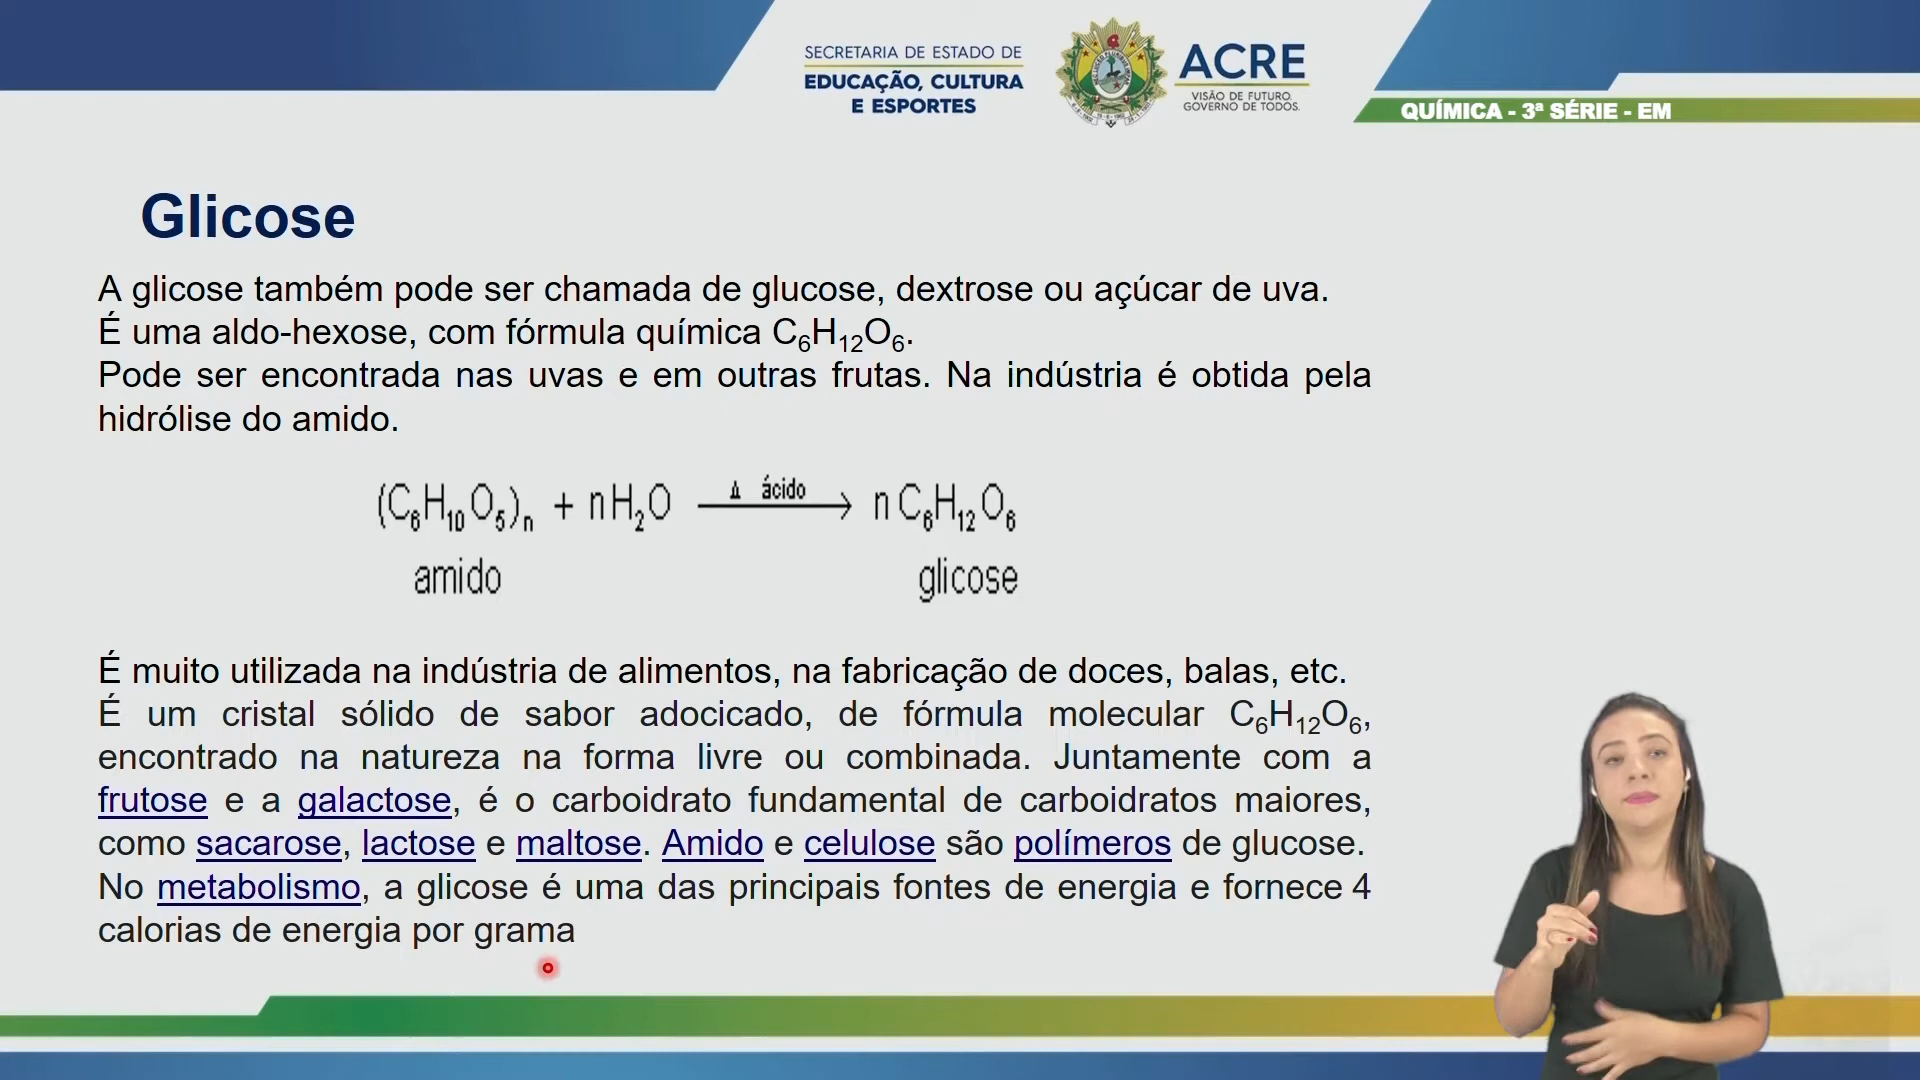 SECRETARIA DE ESTADO DE
EDUCAÇÃO, CULTURA
E ESPORTES
ACRE
VISÃO DE FUTURO.
GOVERNO DE TODOS.
QUÍMICA - 3ª SÉRIE - EM
Glicose
A glicose também pode ser chamada de glucose, dextrose ou açúcar de uva.
É uma aldo-hexose, com fórmula química C₆H₁₂O₆.
Pode ser encontrada nas uvas e em outras frutas. Na indústria é obtida pela
hidrólise do amido.
(C₆H₁₀O₅)ₙ + nH₂O Δ ácido → n C₆H₁₂O₆
amido glicose
É muito utilizada na indústria de alimentos, na fabricação de doces, balas, etc.
É um cristal sólido de sabor adocicado, de fórmula molecular C₆H₁₂O₆,
encontrado na natureza na forma livre ou combinada. Juntamente com a
frutose e a galactose, é o carboidrato fundamental de carboidratos maiores,
como sacarose, lactose e maltose. Amido e celulose são polímeros de glucose.
No metabolismo, a glicose é uma das principais fontes de energia e fornece 4
calorias de energia por grama